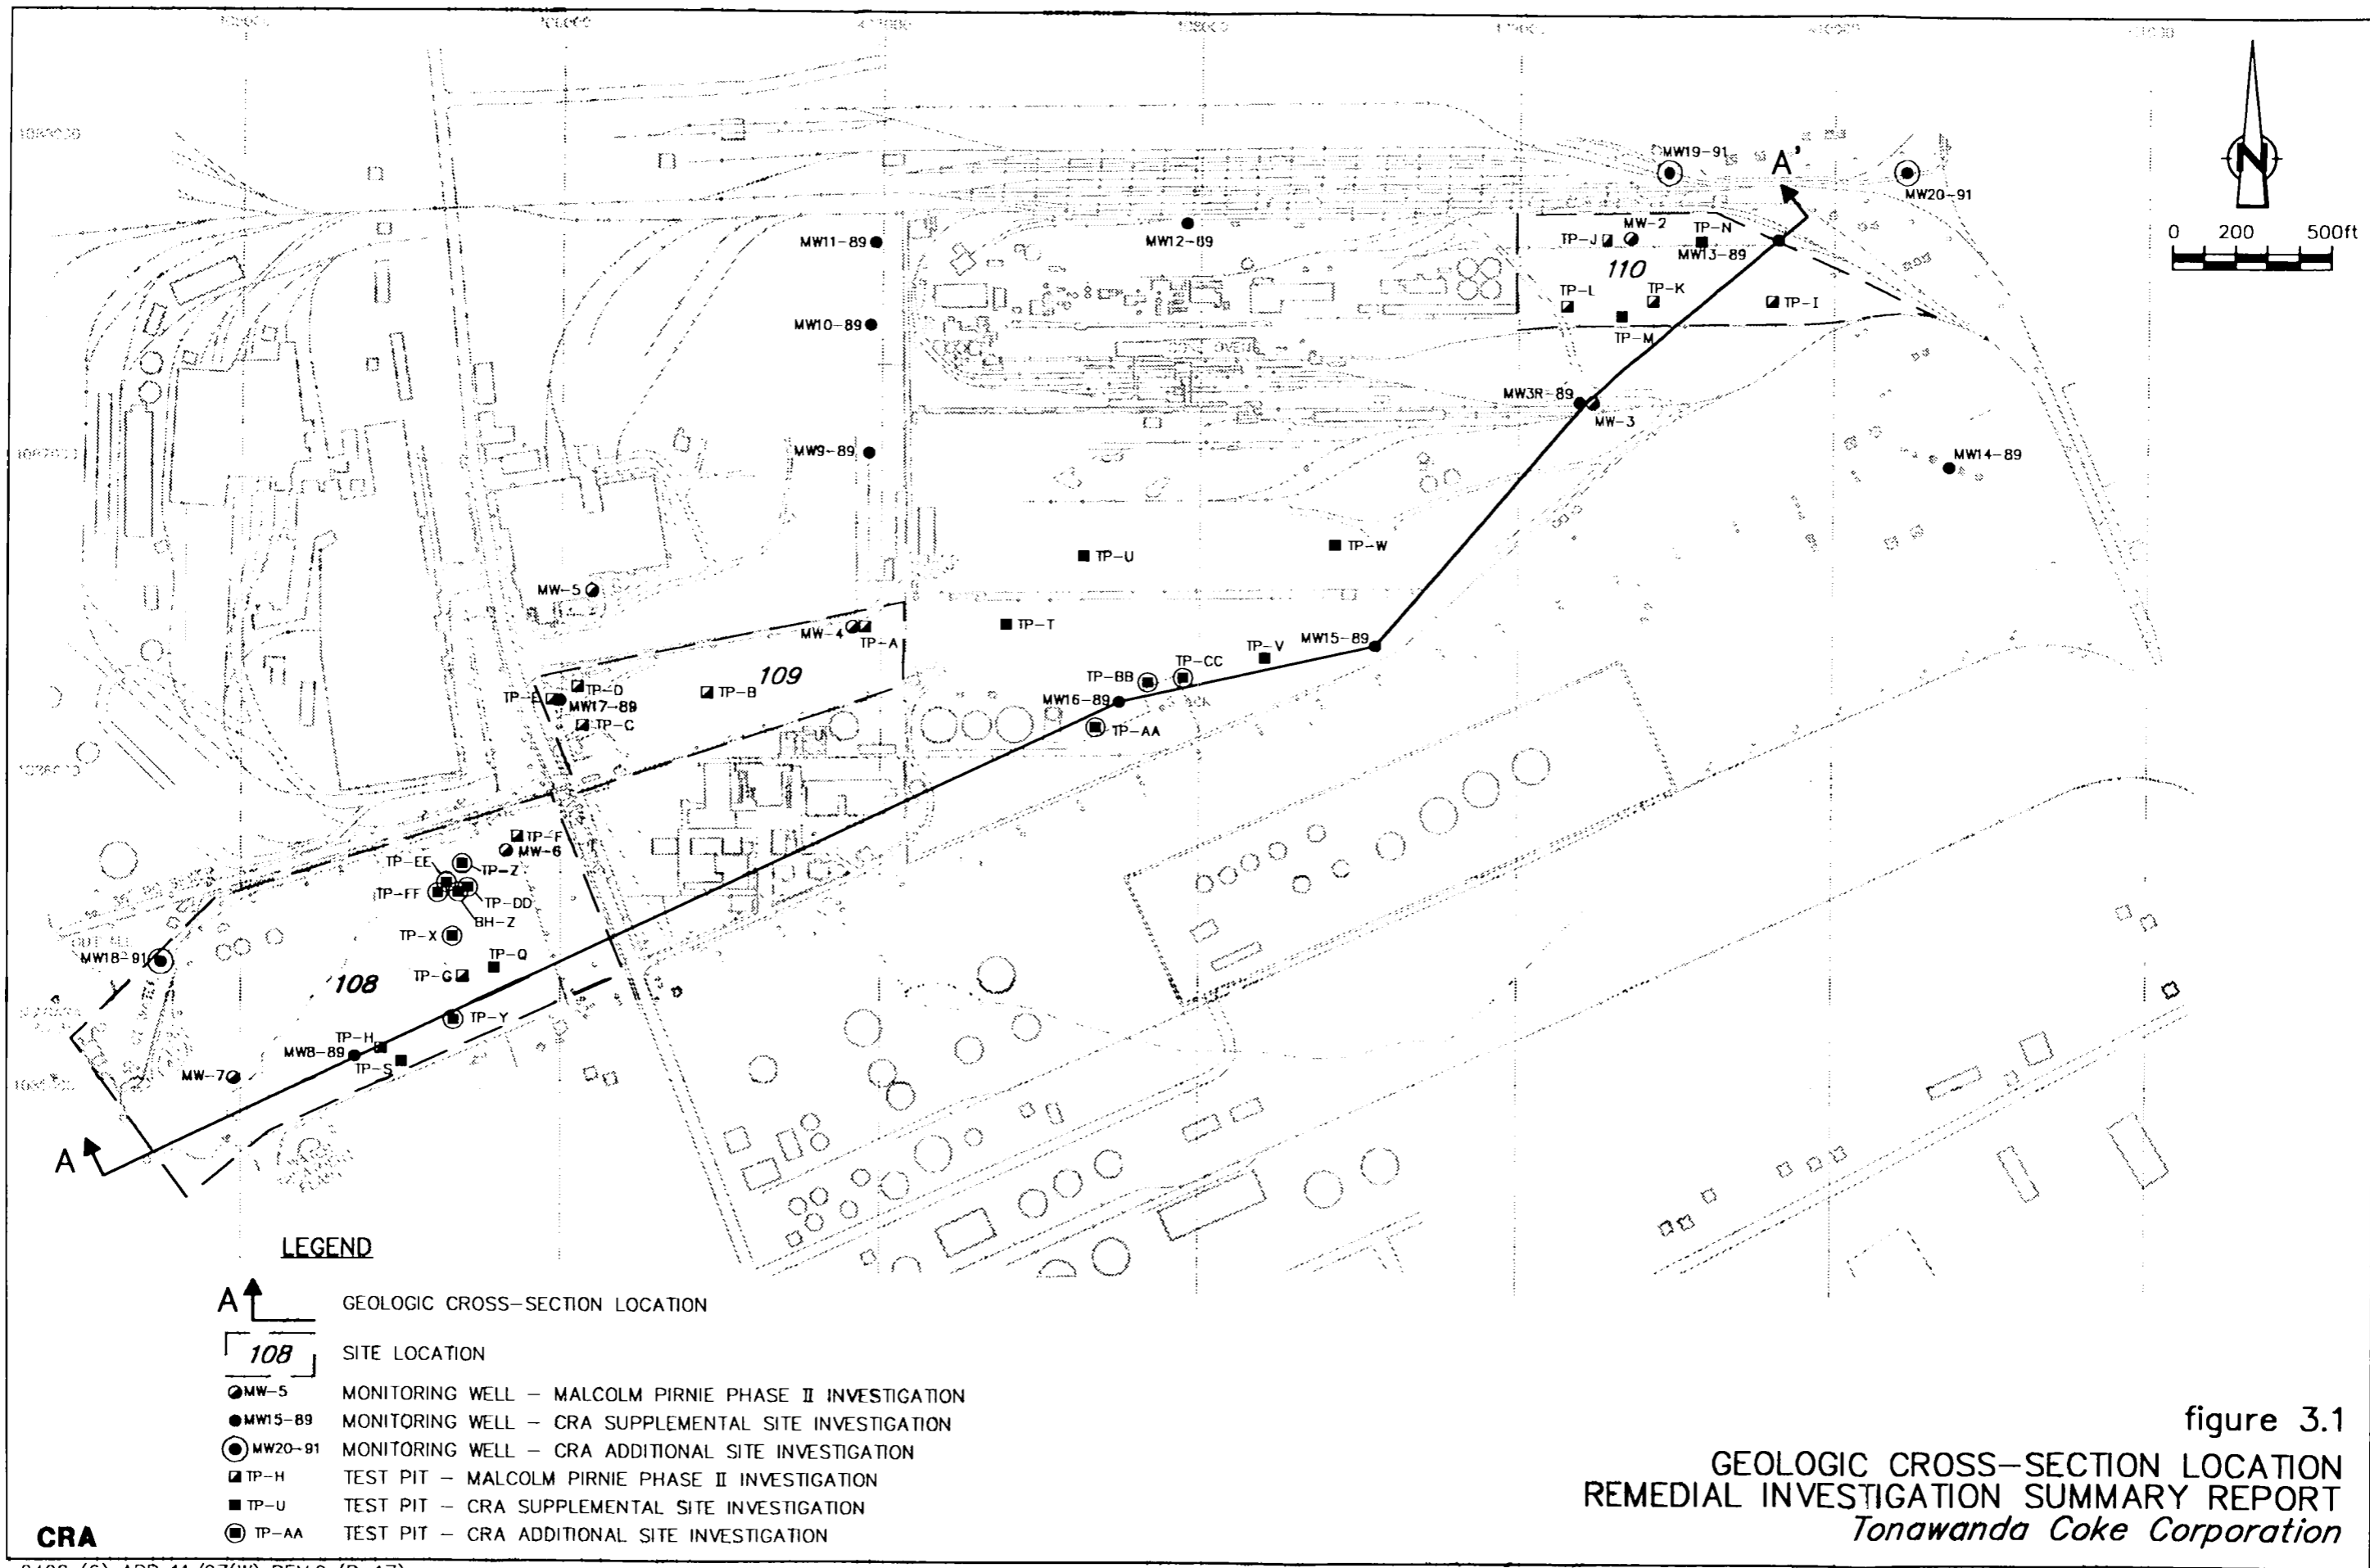 108000
1088000
MW19-91
A'
MW20-91
N
0 200 500ft
MW11-89
MW12-89
TP-J
MW-2
TP-N
MW13-89
110
TP-L
TP-K
TP-I
TP-M
MW10-89
COKE OVENS
MW3R-89
MW-3
MW9-89
MW14-89
TP-U
TP-W
MW-5
MW-4
TP-A
TP-T
MW15-89
TP-V
TP-CC
TP-BB
109
TP-B
TP-D
TP-E
MW17-89
TP-C
MW16-89
TP-AA
TP-F
MW-6
TP-EE
TP-Z
TP-FF
TP-DD
BH-Z
TP-X
MW18-91
TP-Q
TP-G
108
TP-Y
TP-H
MW8-89
TP-S
MW-7
A
LEGEND
A GEOLOGIC CROSS-SECTION LOCATION
108 SITE LOCATION
MW-5 MONITORING WELL - MALCOLM PIRNIE PHASE II INVESTIGATION
MW15-89 MONITORING WELL - CRA SUPPLEMENTAL SITE INVESTIGATION
MW20-91 MONITORING WELL - CRA ADDITIONAL SITE INVESTIGATION
TP-H TEST PIT - MALCOLM PIRNIE PHASE II INVESTIGATION
TP-U TEST PIT - CRA SUPPLEMENTAL SITE INVESTIGATION
TP-AA TEST PIT - CRA ADDITIONAL SITE INVESTIGATION
figure 3.1
GEOLOGIC CROSS-SECTION LOCATION
REMEDIAL INVESTIGATION SUMMARY REPORT
Tonawanda Coke Corporation
CRA